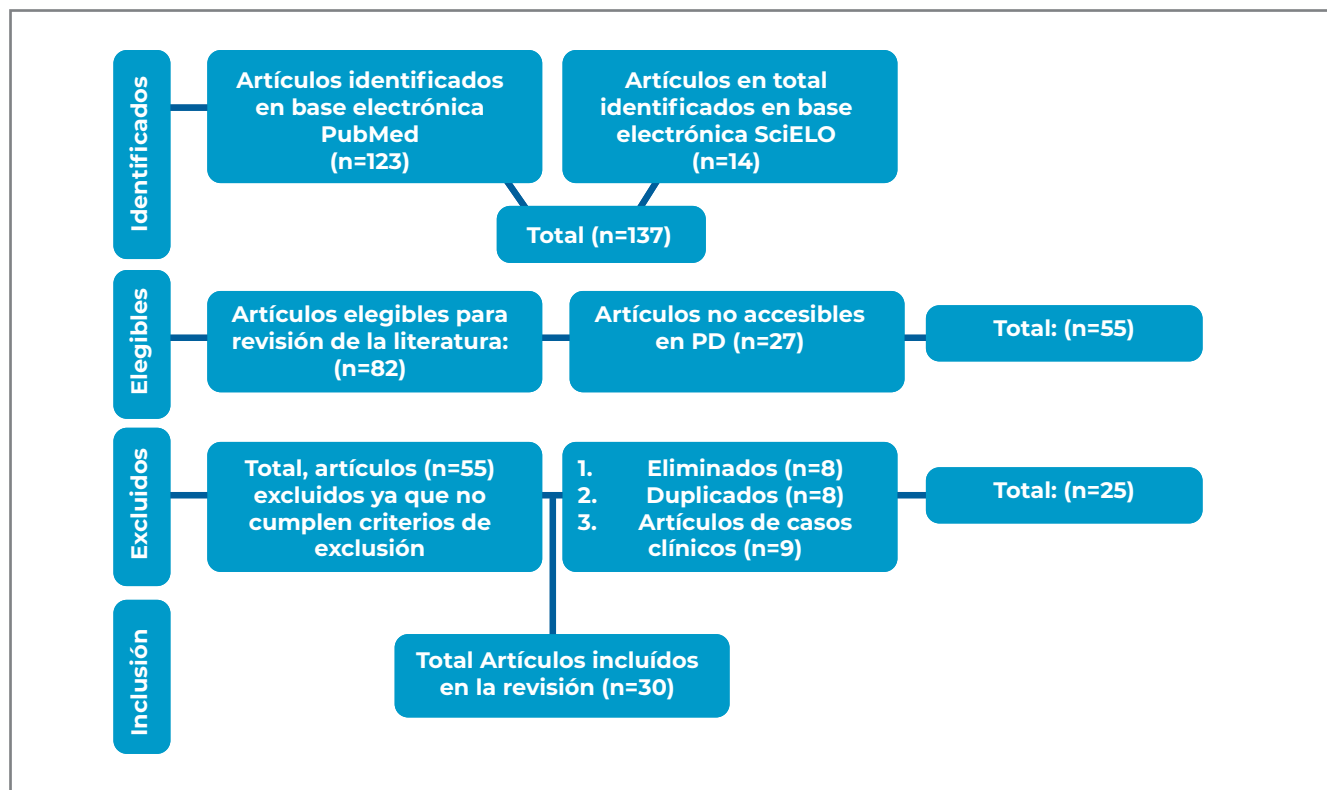 Identificados
Artículos identificados
en base electrónica
PubMed
(n=123)
Artículos en total
identificados en base
electrónica SciELO
(n=14)
Total (n=137)
Elegibles
Artículos elegibles para
revisión de la literatura:
(n=82)
Artículos no accesibles
en PD (n=27)
Total: (n=55)
Excluidos
Total, artículos (n=55)
excluidos ya que no
cumplen criterios de
exclusión
1. Eliminados (n=8)
2. Duplicados (n=8)
3. Artículos de casos
clínicos (n=9)
Total: (n=25)
Inclusión
Total Artículos incluídos
en la revisión (n=30)